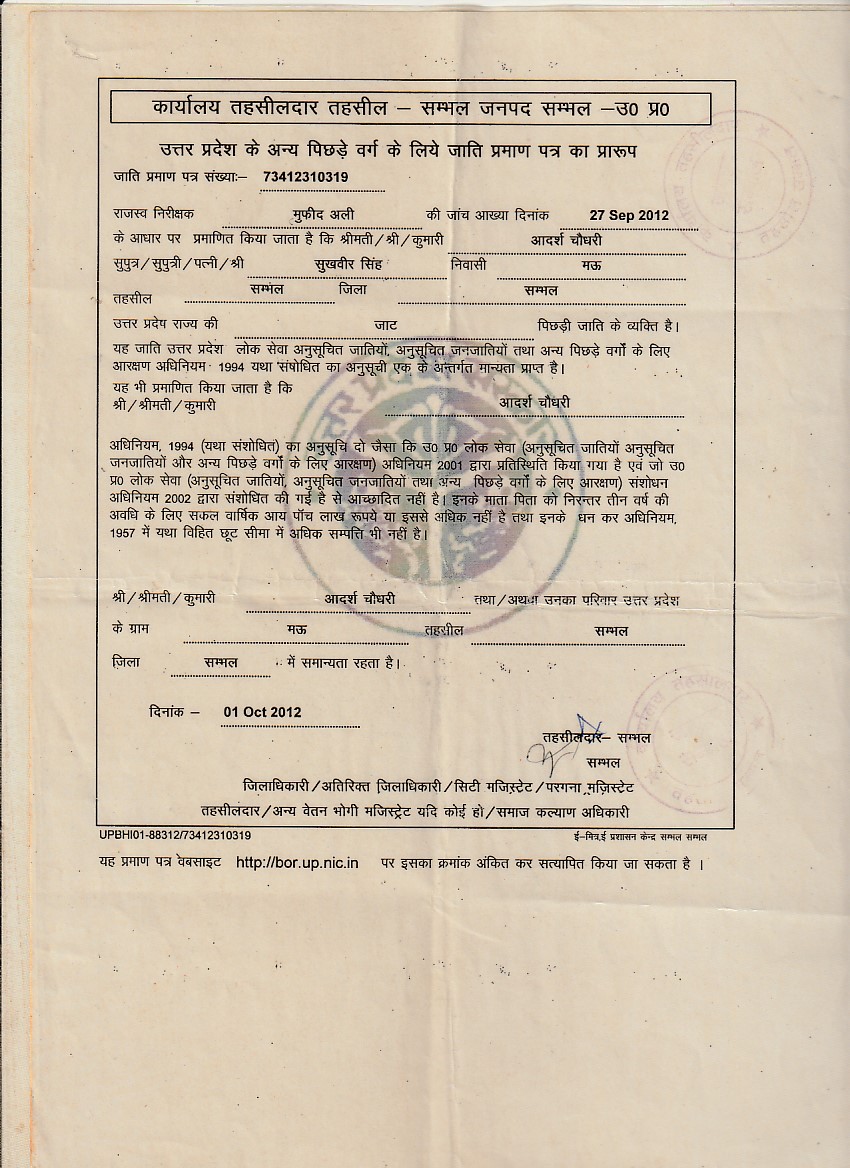 कार्यालय तहसीलदार तहसील – सम्भल जनपद सम्भल –उ0 प्र0
उत्तर प्रदेश के अन्य पिछड़े वर्ग के लिये जाति प्रमाण पत्र का प्रारूप
जाति प्रमाण पत्र संख्याः– 73412310319
राजस्व निरीक्षक मुफीद अली की जांच आख्या दिनांक 27 Sep 2012
के आधार पर प्रमाणित किया जाता है कि श्रीमती/श्री/कुमारी आदर्श चौधरी
सुपुत्र/सुपुत्री/पत्नी/श्री सुखवीर सिंह निवासी मऊ
तहसील सम्भल जिला सम्भल
उत्तर प्रदेष राज्य की जाट पिछड़ी जाति के व्यक्ति है।
यह जाति उत्तर प्रदेश लोक सेवा अनुसूचित जातियों, अनुसूचित जनजातियों तथा अन्य पिछडे वर्गों के लिए
आरक्षण अधिनियम 1994 यथा संषोधित का अनुसूची एक के अंन्तर्गत मान्यता प्राप्त है।
यह भी प्रमाणित किया जाता है कि
श्री/श्रीमती/कुमारी आदर्श चौधरी
अधिनियम, 1994 (यथा संशोधित) का अनुसूचि दो जैसा कि उ0 प्र0 लोक सेवा (अनुसूचित जातियों अनुसूचित
जनजातियों और अन्य पिछडे वर्गों के लिए आरक्षण) अधिनियम 2001 द्वारा प्रतिस्थिति किया गया है एवं जो उ0
प्र0 लोक सेवा (अनुसूचित जातियों, अनुसूचित जनजातियों तथा अन्य पिछडे वर्गों के लिए आरक्षण) संशोधन
अधिनियम 2002 द्वारा संशोधित की गई है से आच्छादित नहीं है। इनके माता पिता को निरन्तर तीन वर्ष की
अवधि के लिए सकल वार्षिक आय पॉच लाख रूपये या इससे अधिक नहीं है तथा इनके धन कर अधिनियम,
1957 में यथा विहित छूट सीमा में अधिक सम्पत्ति भी नहीं है।
श्री/श्रीमती/कुमारी आदर्श चौधरी तथा/अथवा उनका परिवार उत्तर प्रदेश
के ग्राम मऊ तहसील सम्भल
ज़िला सम्भल में समान्यता रहता है।
दिनांक – 01 Oct 2012
तहसीलदार– सम्भल
सम्भल
जिलाधिकारी/अतिरिक्त जिलाधिकारी/सिटी मजिस्ट्रेट/परगना मज़िस्ट्रेट
तहसीलदार/अन्य वेतन भोगी मजिस्ट्रेट यदि कोई हो/समाज कल्याण अधिकारी
UPBHI01-88312/73412310319 ई–मित्र,ई प्रशासन केन्द्र सम्भल सम्भल
यह प्रमाण पत्र वेबसाइट http://bor.up.nic.in पर इसका क्रमांक अंकित कर सत्यापित किया जा सकता है ।